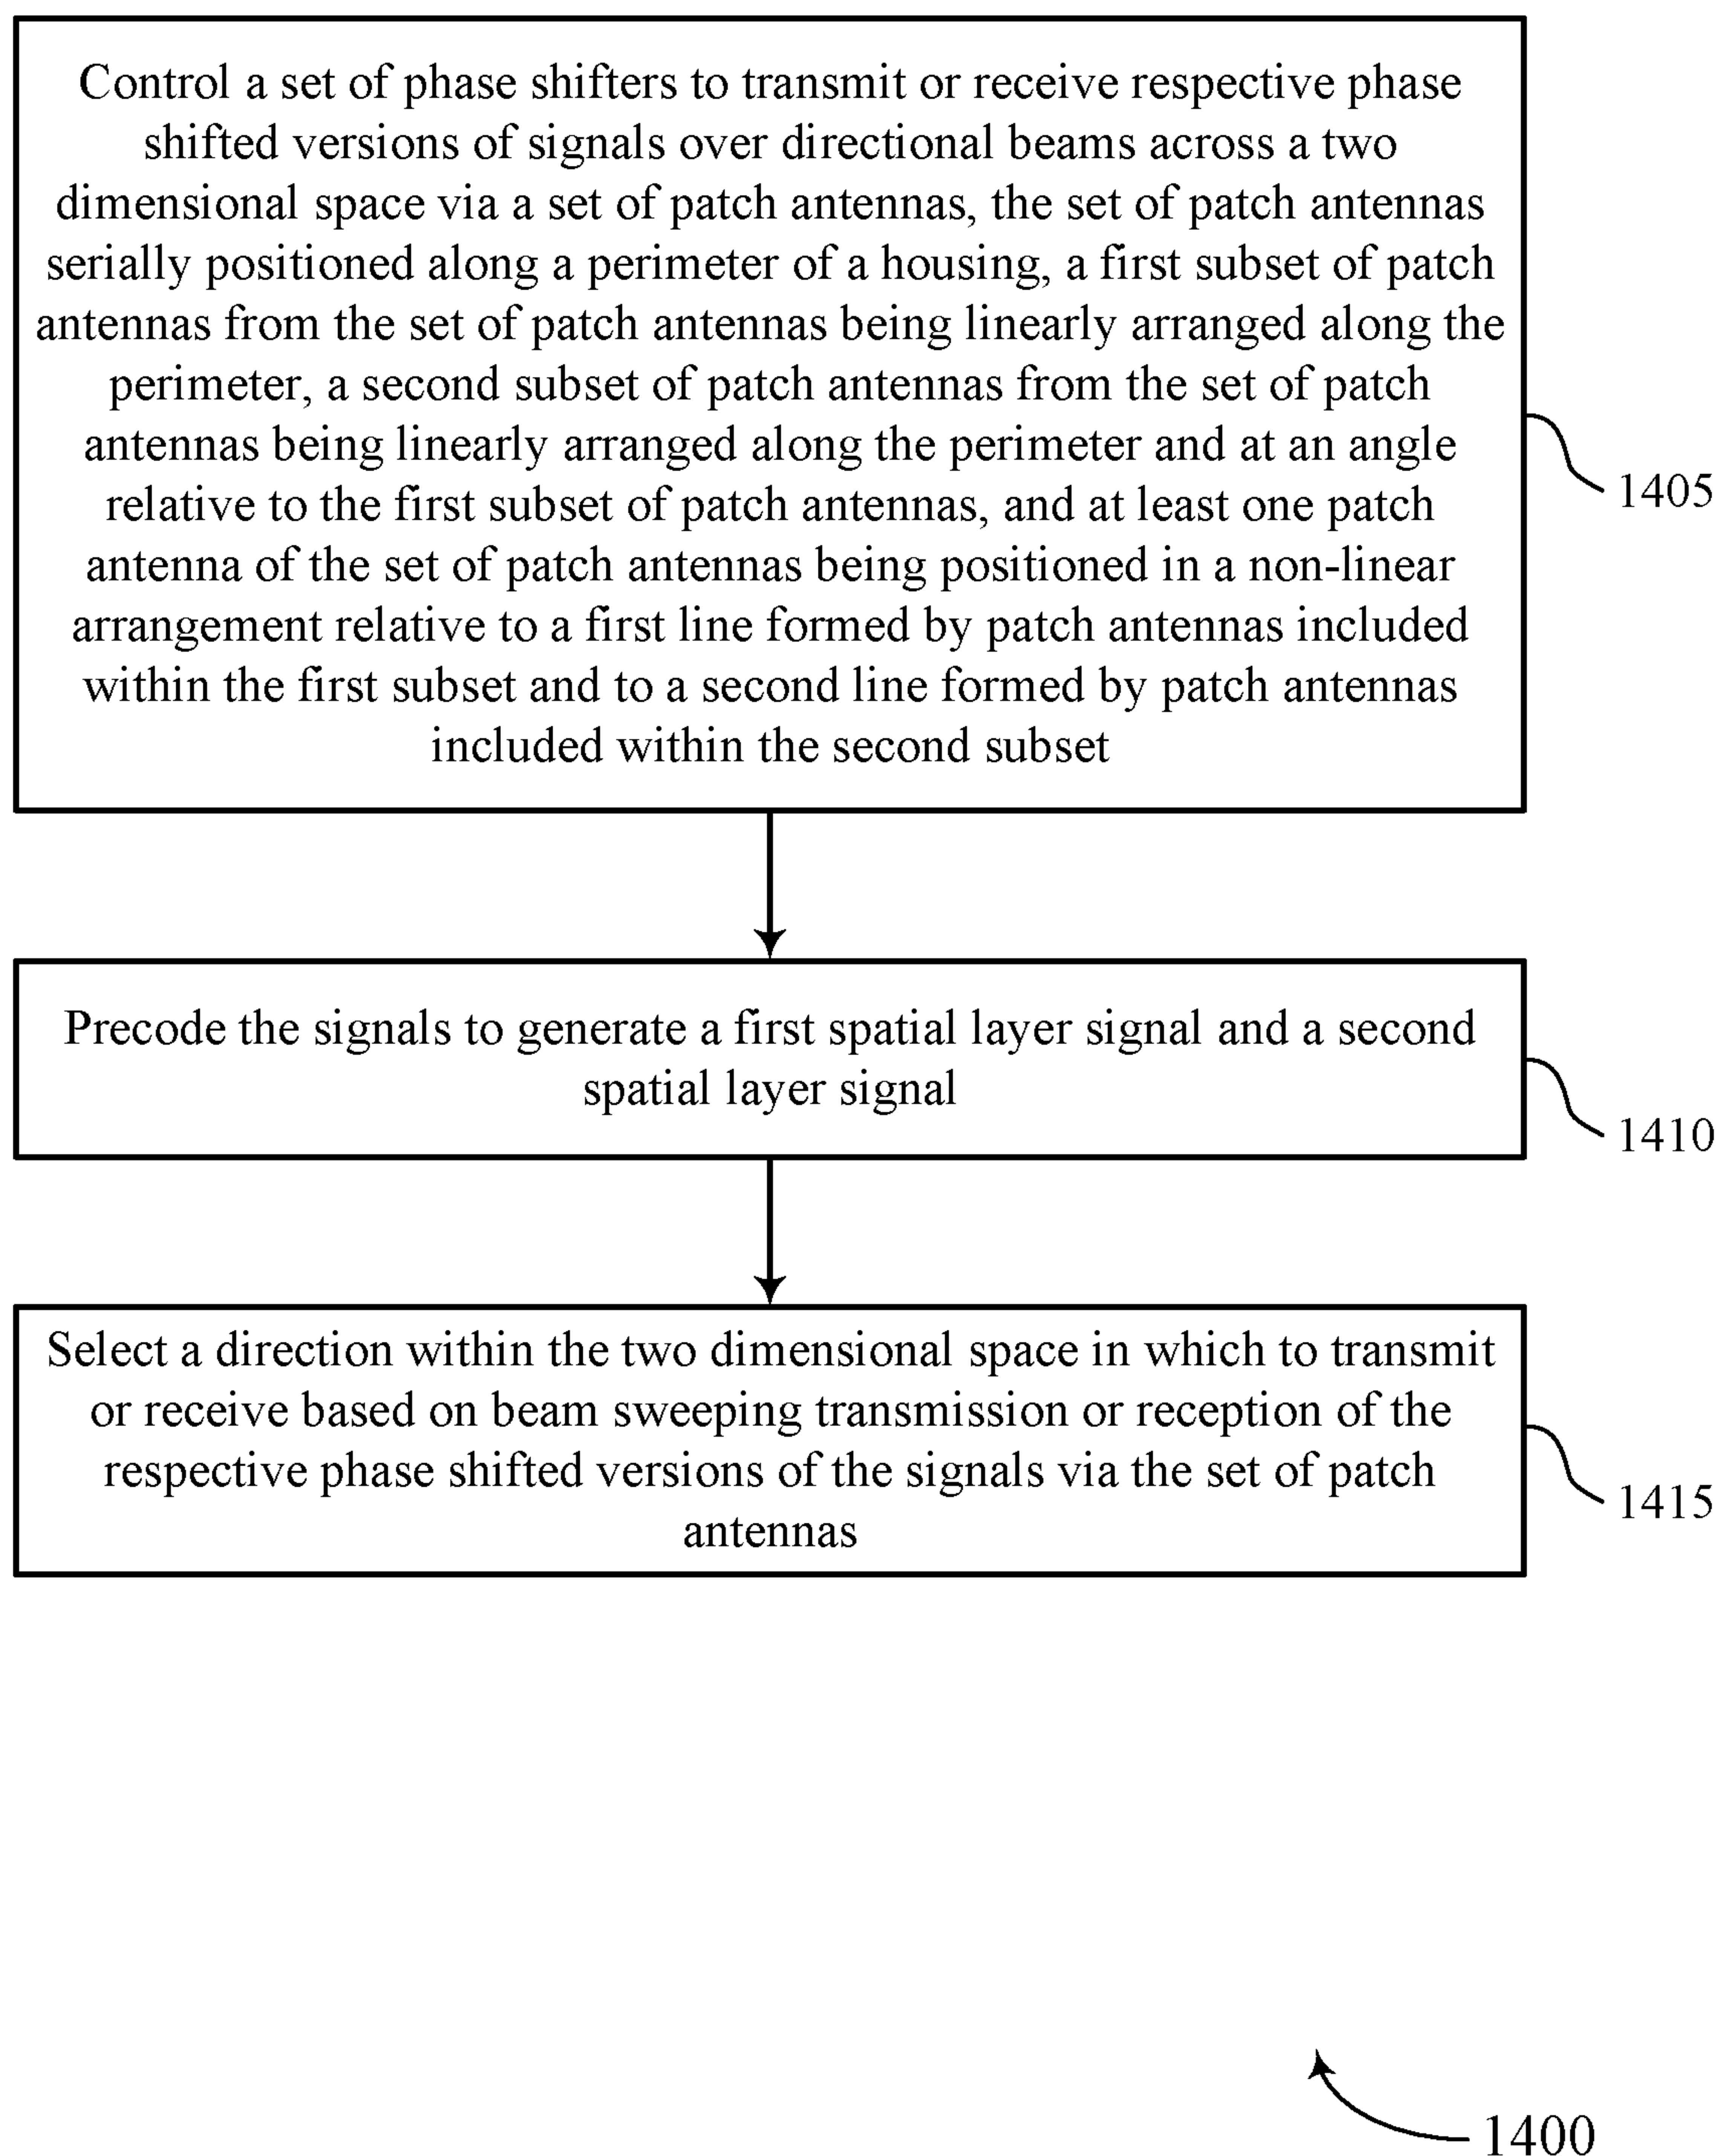 Control a set of phase shifters to transmit or receive respective phase
shifted versions of signals over directional beams across a two
dimensional space via a set of patch antennas, the set of patch antennas
serially positioned along a perimeter of a housing, a first subset of patch
antennas from the set of patch antennas being linearly arranged along the
perimeter, a second subset of patch antennas from the set of patch
antennas being linearly arranged along the perimeter and at an angle
relative to the first subset of patch antennas, and at least one patch
antenna of the set of patch antennas being positioned in a non-linear
arrangement relative to a first line formed by patch antennas included
within the first subset and to a second line formed by patch antennas
included within the second subset
1405
Precode the signals to generate a first spatial layer signal and a second
spatial layer signal
1410
Select a direction within the two dimensional space in which to transmit
or receive based on beam sweeping transmission or reception of the
respective phase shifted versions of the signals via the set of patch
antennas
1415
1400